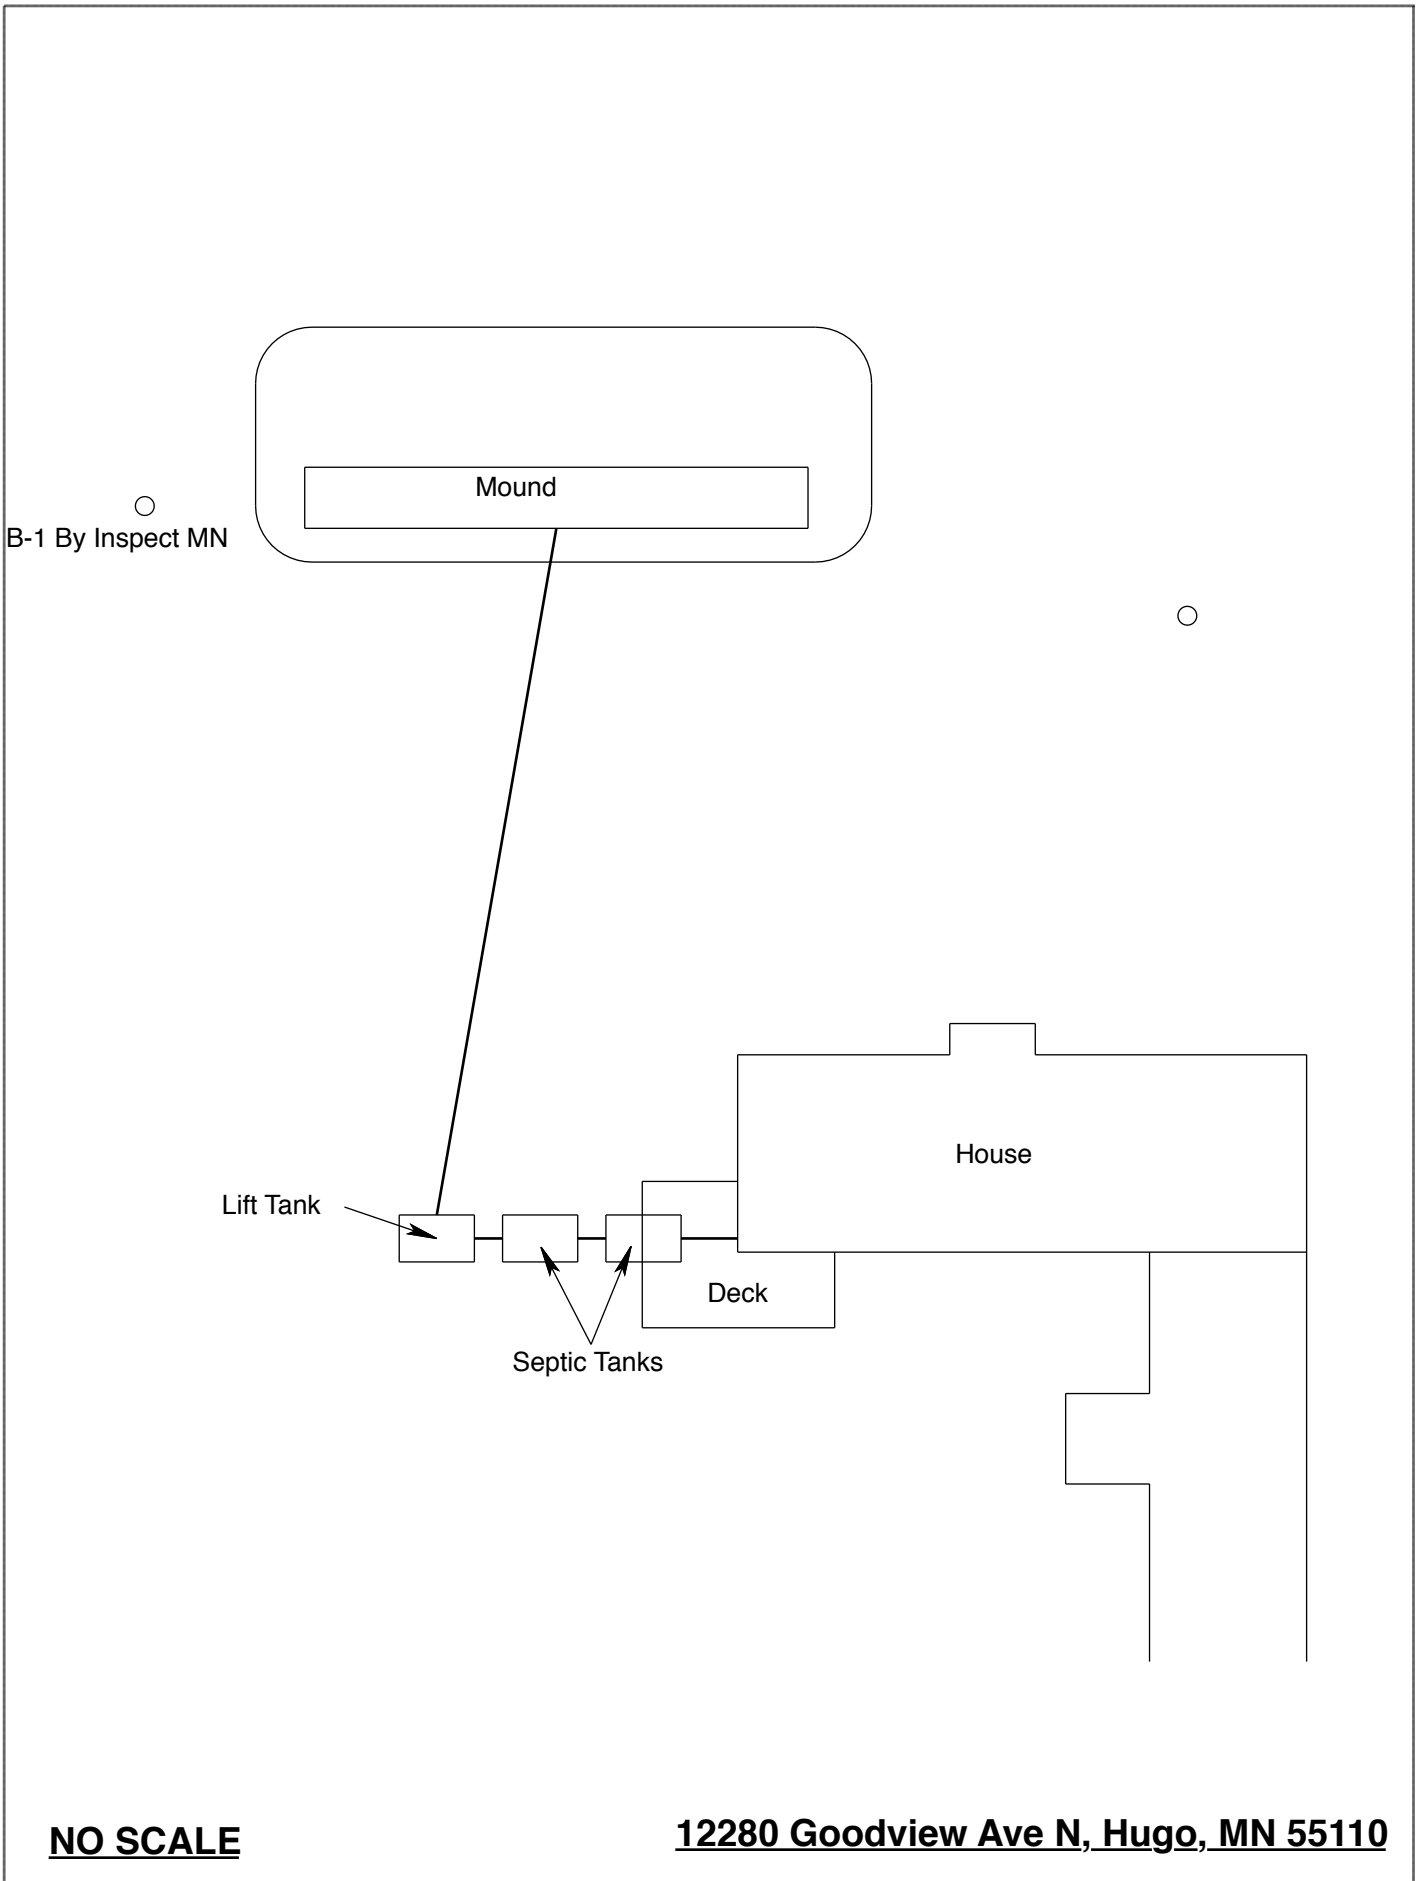 Mound
B-1 By Inspect MN
House
Lift Tank
Deck
Septic Tanks
NO SCALE
12280 Goodview Ave N, Hugo, MN 55110